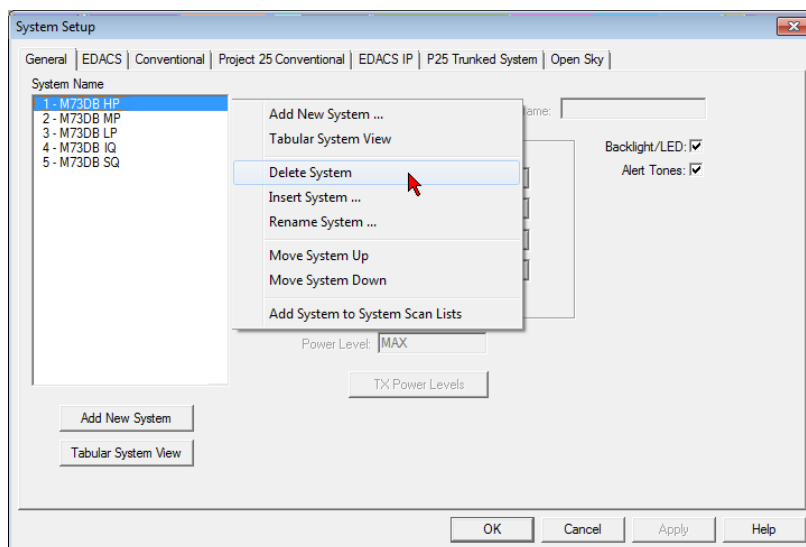 System Setup
General EDACS Conventional Project 25 Conventional EDACS IP P25 Trunked System Open Sky
System Name
1 - M73DB HP
2 - M73DB MP
3 - M73DB LP
4 - M73DB IQ
5 - M73DB SQ
Add New System ...
Tabular System View
Delete System
Insert System ...
Rename System ...
Move System Up
Move System Down
Add System to System Scan Lists
ame:
Backlight/LED:
Alert Tones:
Power Level: MAX
TX Power Levels
Add New System
Tabular System View
OK Cancel Apply Help